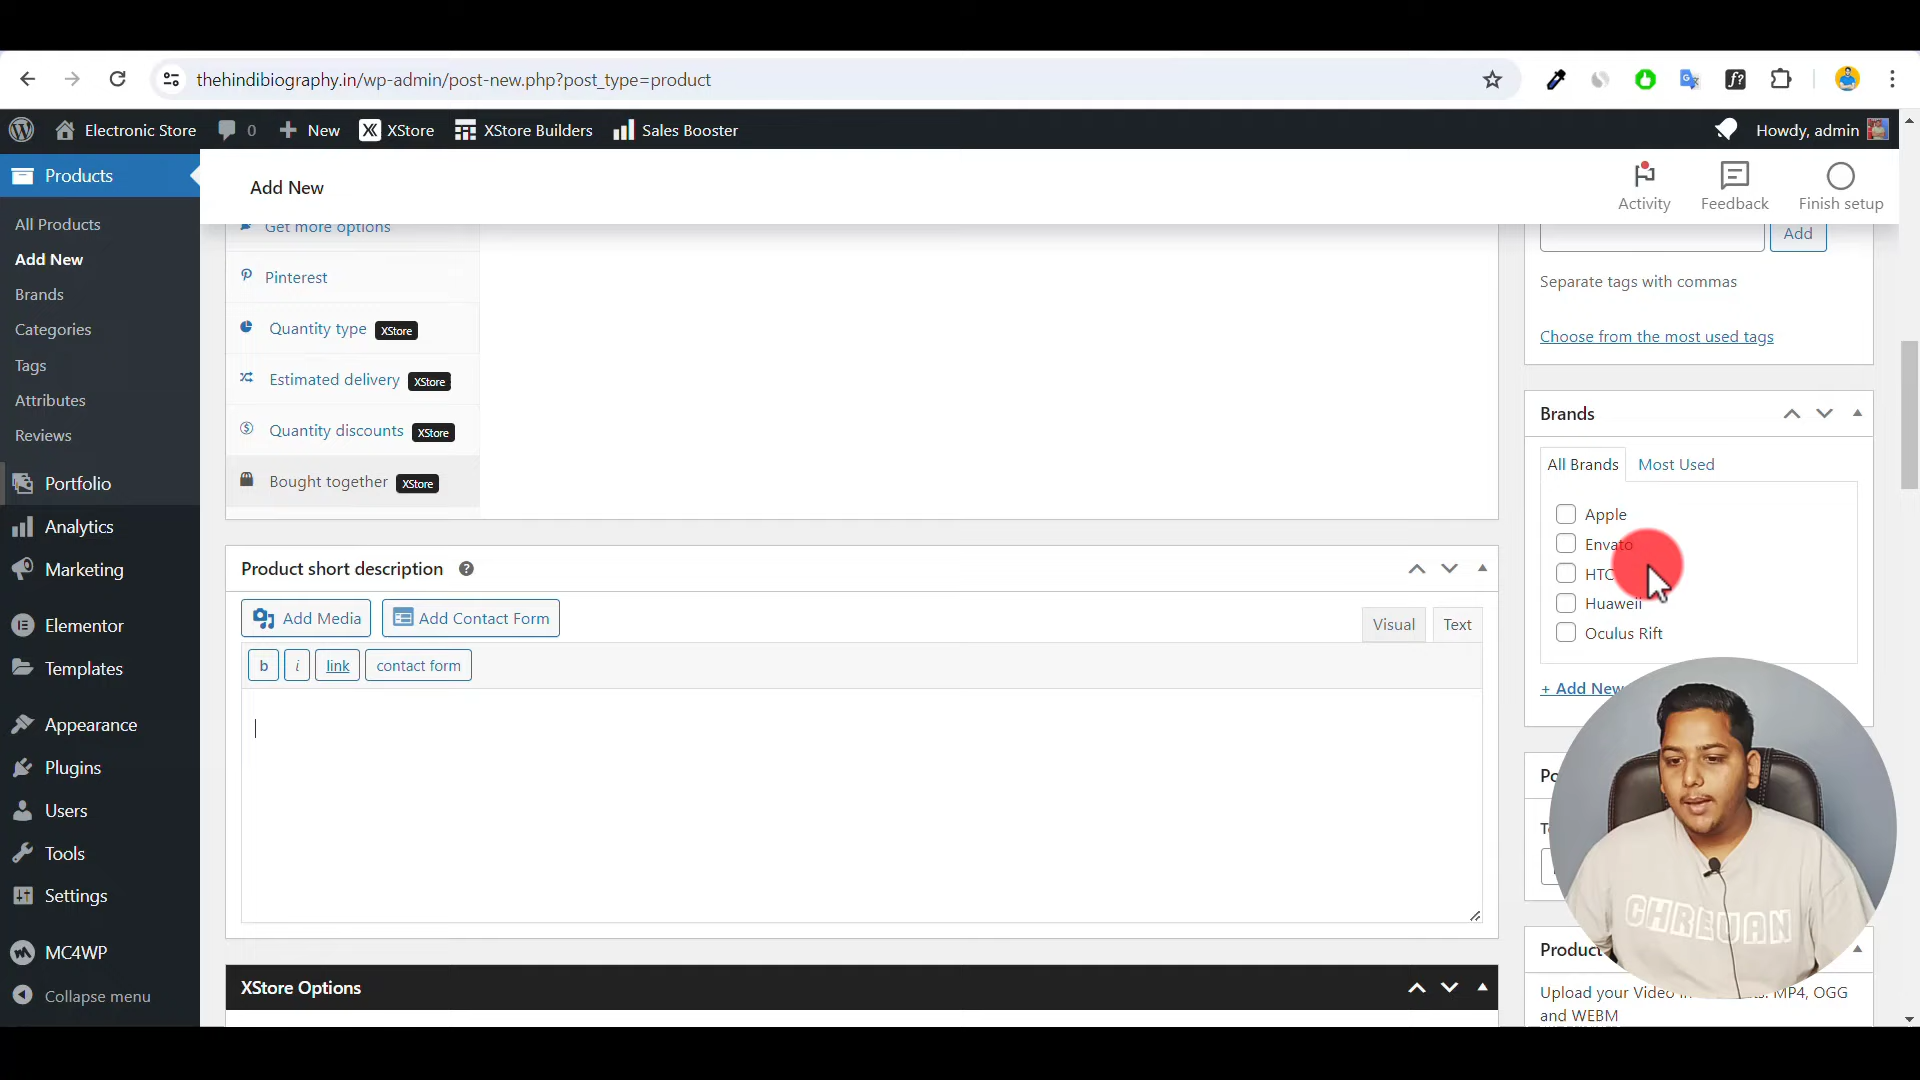 thehindibiography.in/wp-admin/post-new.php?post_type=product
Electronic Store
0
New
XStore
XStore Builders
Sales Booster
Howdy, admin
Products
All Products
Add New
Brands
Categories
Tags
Attributes
Reviews
Portfolio
Analytics
Marketing
Elementor
Templates
Appearance
Plugins
Users
Tools
Settings
MC4WP
Collapse menu
Add New
Activity
Feedback
Finish setup
Get more options
Pinterest
Quantity type XStore
Estimated delivery XStore
Quantity discounts XStore
Bought together XStore
Product short description
Add Media
Add Contact Form
Visual
Text
b
i
link
contact form
XStore Options
Add
Separate tags with commas
Choose from the most used tags
Brands
All Brands
Most Used
Apple
Envato
HTC
Huaweii
Oculus Rift
+ Add New
Product
Upload your Video MP4, OGG
and WEBM
CHREUAN